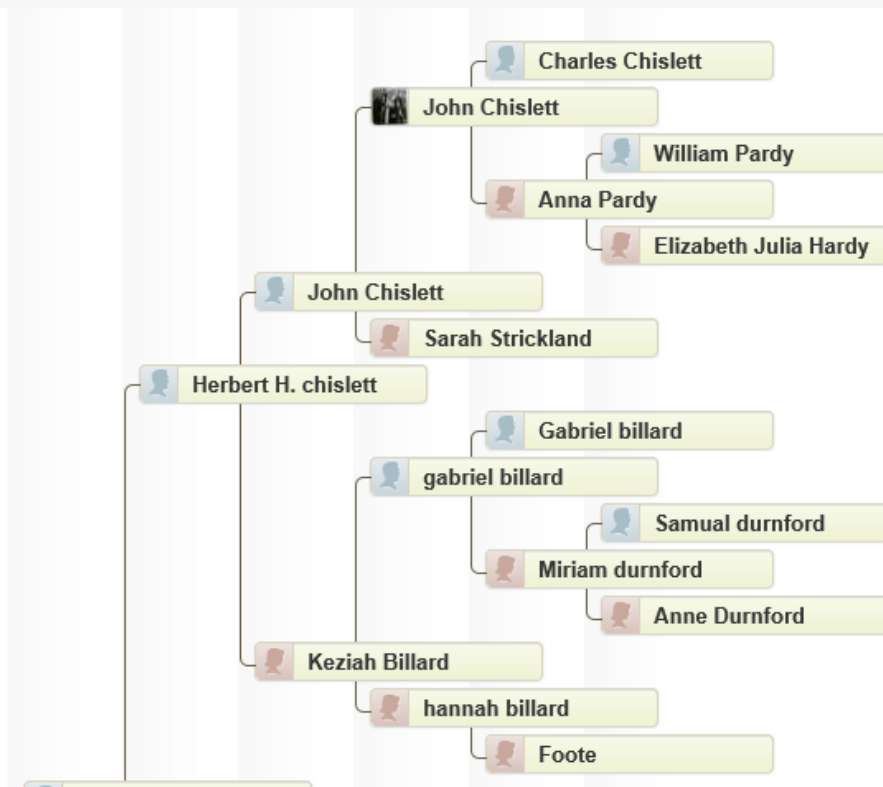 Charles Chislett
John Chislett
William Pardy
Anna Pardy
Elizabeth Julia Hardy
John Chislett
Sarah Strickland
Herbert H. chislett
Gabriel billard
gabriel billard
Samual durnford
Miriam durnford
Anne Durnford
Keziah Billard
hannah billard
Foote